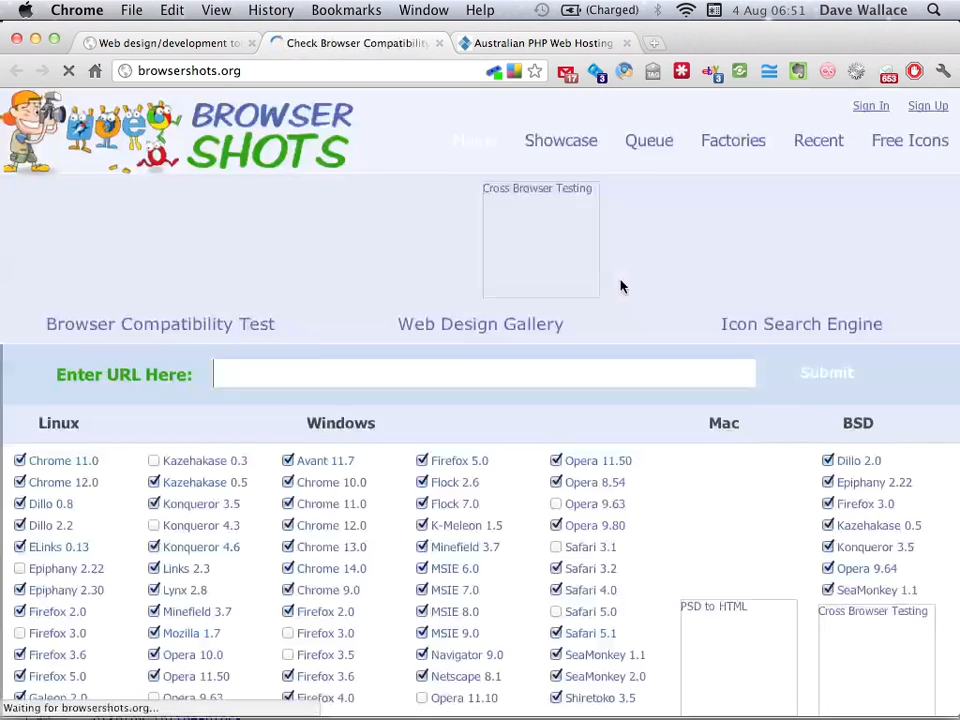 Chrome File Edit View History Bookmarks Window Help (Charged) 4 Aug 06:51 Dave Wallace
Web design/development to Check Browser Compatibility Australian PHP Web Hosting
browsershots.org 17 3 TAG 3 653
BROWSER
SHOTS
Sign In Sign Up
Home Showcase Queue Factories Recent Free Icons
Cross Browser Testing
Browser Compatibility Test Web Design Gallery Icon Search Engine
Enter URL Here: Submit
Linux Windows Mac BSD
Chrome 11.0 Kazehakase 0.3 Avant 11.7 Firefox 5.0 Opera 11.50 Dillo 2.0
Chrome 12.0 Kazehakase 0.5 Chrome 10.0 Flock 2.6 Opera 8.54 Epiphany 2.22
Dillo 0.8 Konqueror 3.5 Chrome 11.0 Flock 7.0 Opera 9.63 Firefox 3.0
Dillo 2.2 Konqueror 4.3 Chrome 12.0 K-Meleon 1.5 Opera 9.80 Kazehakase 0.5
ELinks 0.13 Konqueror 4.6 Chrome 13.0 Minefield 3.7 Safari 3.1 Konqueror 3.5
Epiphany 2.22 Links 2.3 Chrome 14.0 MSIE 6.0 Safari 3.2 Opera 9.64
Epiphany 2.30 Lynx 2.8 Chrome 9.0 MSIE 7.0 Safari 4.0 SeaMonkey 1.1
Firefox 2.0 Minefield 3.7 Firefox 2.0 MSIE 8.0 Safari 5.0 PSD to HTML Cross Browser Testing
Firefox 3.0 Mozilla 1.7 Firefox 3.0 MSIE 9.0 Safari 5.1
Firefox 3.6 Opera 10.0 Firefox 3.5 Navigator 9.0 SeaMonkey 1.1
Firefox 5.0 Opera 11.50 Firefox 3.6 Netscape 8.1 SeaMonkey 2.0
Galeon 2.0 Opera 9.63 Firefox 4.0 Opera 11.10 Shiretoko 3.5
Waiting for browsershots.org...